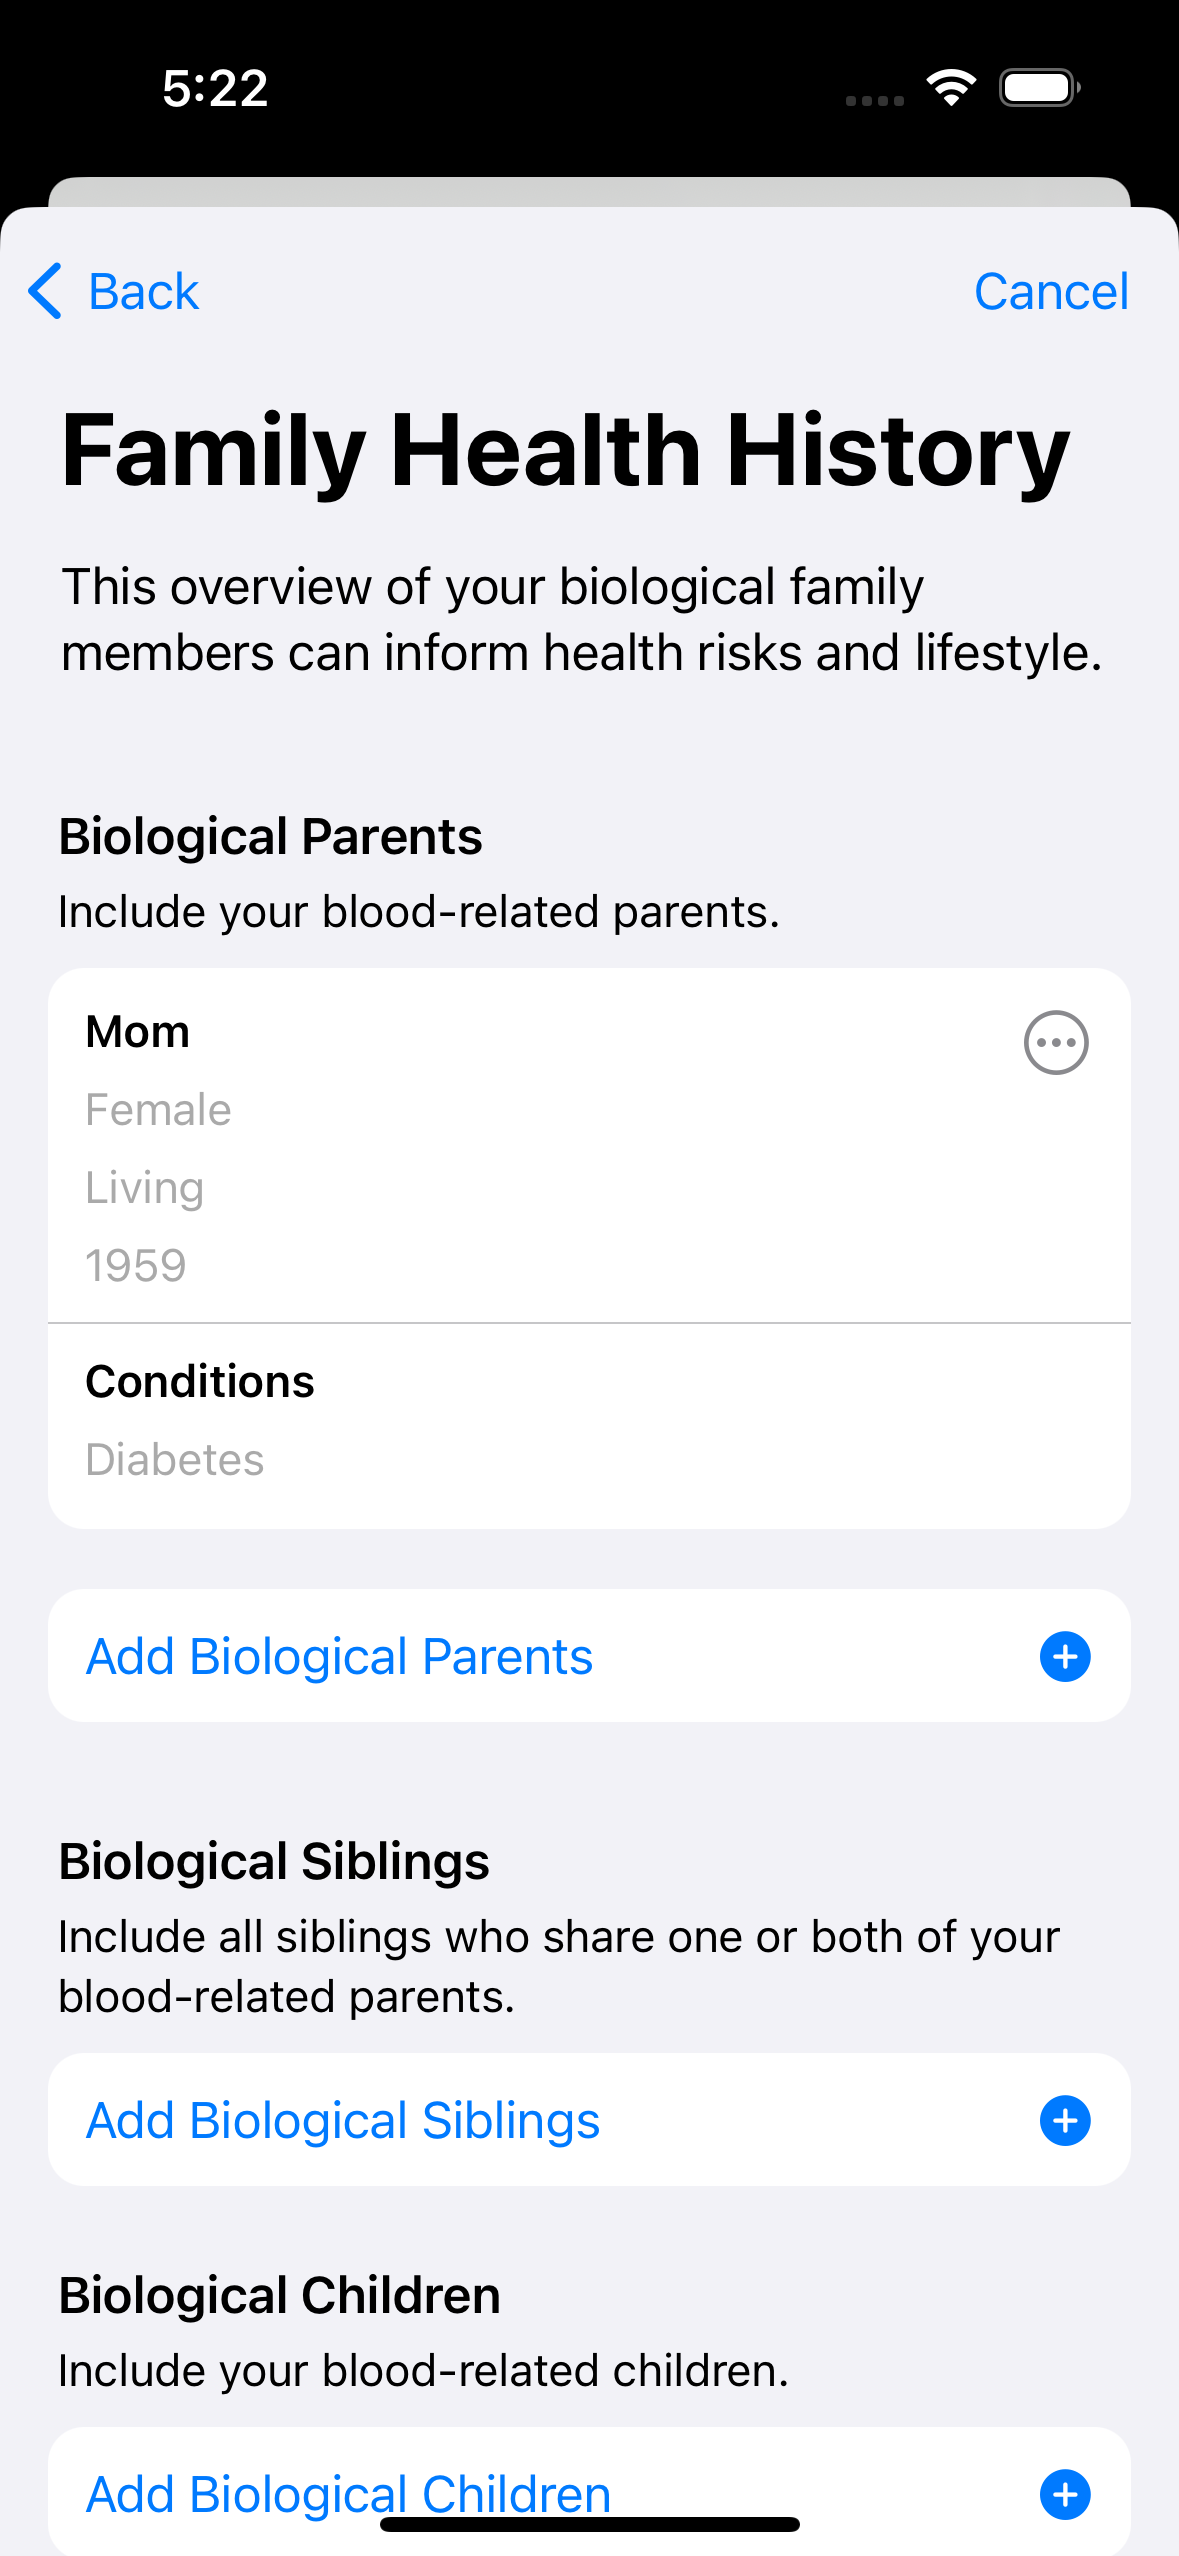 5:22
Back
Cancel
Family Health History
This overview of your biological family
members can inform health risks and lifestyle.
Biological Parents
Include your blood-related parents.
Mom
Female
Living
1959
Conditions
Diabetes
Add Biological Parents
Biological Siblings
Include all siblings who share one or both of your
blood-related parents.
Add Biological Siblings
Biological Children
Include your blood-related children.
Add Biological Children